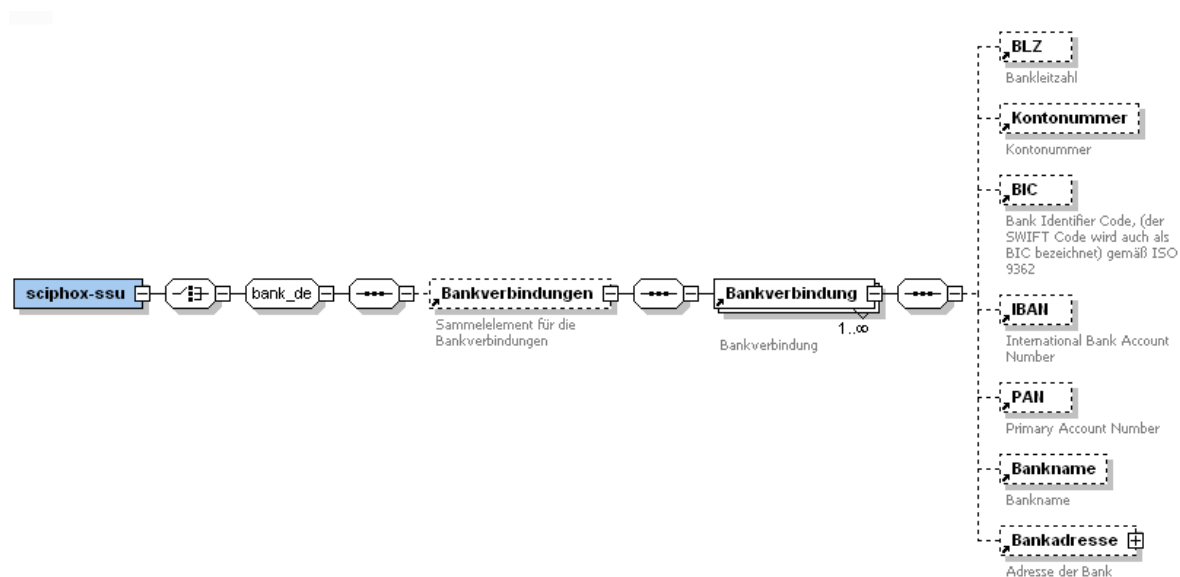 sciphox-ssu
bank_de
Bankverbindungen
Sammelelement für die
Bankverbindungen
Bankverbindung
1..∞
Bankverbindung
BLZ
Bankleitzahl
Kontonummer
Kontonummer
BIC
Bank Identifier Code, (der
SWIFT Code wird auch als
BIC bezeichnet) gemäß ISO
9362
IBAN
International Bank Account
Number
PAN
Primary Account Number
Bankname
Bankname
Bankadresse
Adresse der Bank